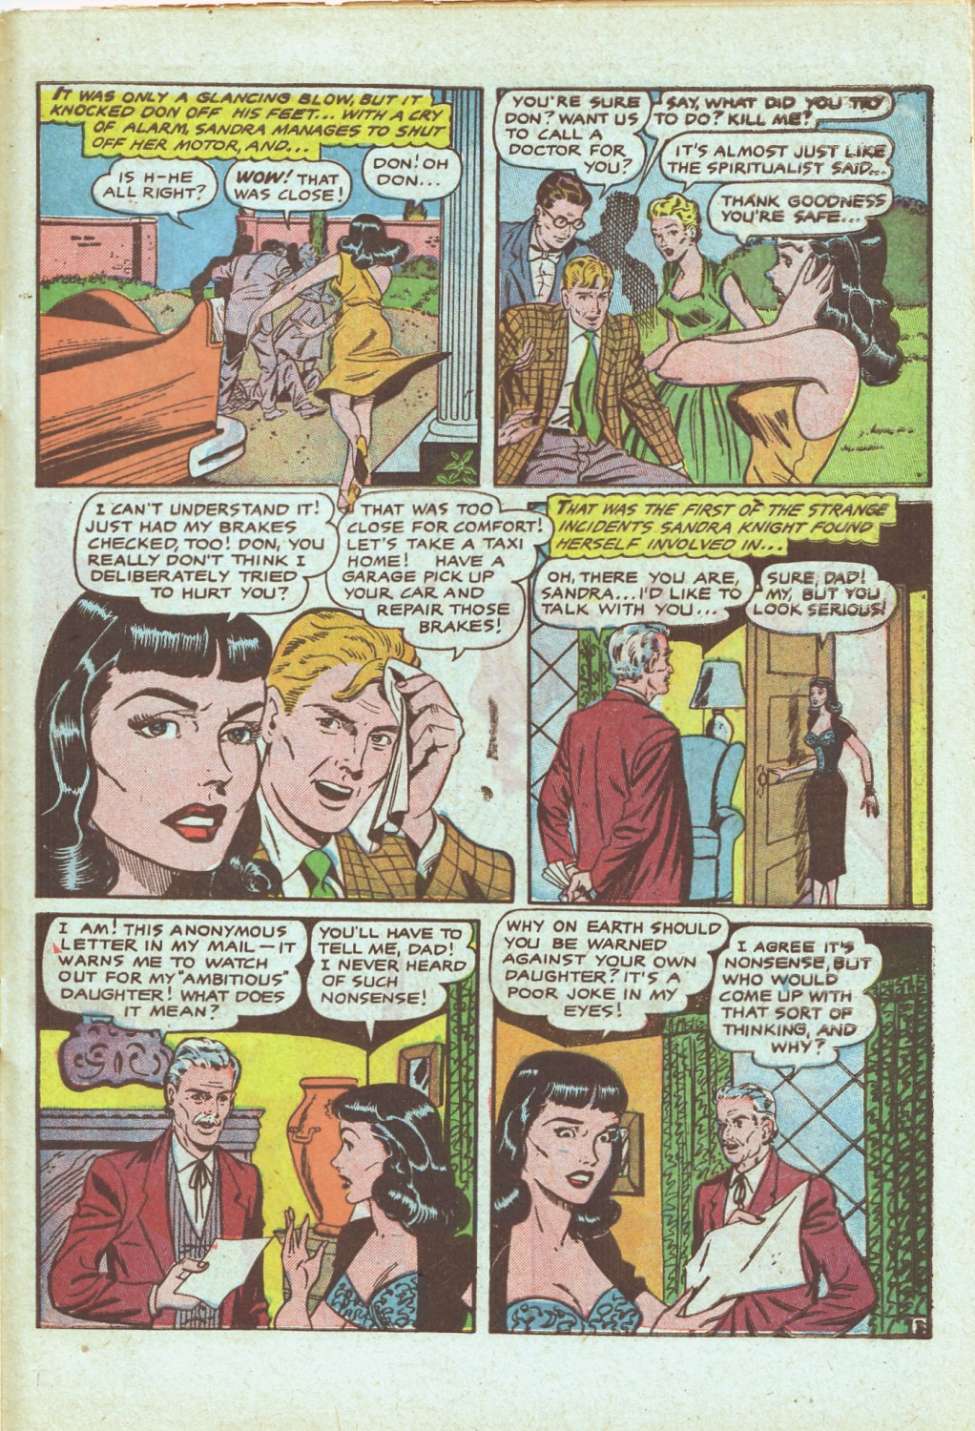 IT WAS ONLY A GLANCING BLOW, BUT IT
KNOCKED DON OFF HIS FEET... WITH A CRY
OF ALARM, SANDRA MANAGES TO SHUT
OFF HER MOTOR, AND...
IS H-HE
ALL RIGHT?
WOW! THAT
WAS CLOSE!
DON! OH
DON...
YOU'RE SURE
DON? WANT US
TO CALL A
DOCTOR FOR
YOU?
SAY, WHAT DID YOU TRY
TO DO? KILL ME?
IT'S ALMOST JUST LIKE
THE SPIRITUALIST SAID...
THANK GOODNESS
YOU'RE SAFE...
I CAN'T UNDERSTAND IT!
JUST HAD MY BRAKES
CHECKED, TOO! DON, YOU
REALLY DON'T THINK I
DELIBERATELY TRIED
TO HURT YOU?
THAT WAS TOO
CLOSE FOR COMFORT!
LET'S TAKE A TAXI
HOME! HAVE A
GARAGE PICK UP
YOUR CAR AND
REPAIR THOSE
BRAKES!
THAT WAS THE FIRST OF THE STRANGE
INCIDENTS SANDRA KNIGHT FOUND
HERSELF INVOLVED IN...
OH, THERE YOU ARE,
SANDRA...I'D LIKE TO
TALK WITH YOU...
SURE, DAD!
MY, BUT YOU
LOOK SERIOUS!
I AM! THIS ANONYMOUS
LETTER IN MY MAIL — IT
WARNS ME TO WATCH
OUT FOR MY "AMBITIOUS"
DAUGHTER! WHAT DOES
IT MEAN?
YOU'LL HAVE TO
TELL ME, DAD!
I NEVER HEARD
OF SUCH
NONSENSE!
WHY ON EARTH SHOULD
YOU BE WARNED
AGAINST YOUR OWN
DAUGHTER? IT'S A
POOR JOKE IN MY
EYES!
I AGREE IT'S
NONSENSE, BUT
WHO WOULD
COME UP WITH
THAT SORT OF
THINKING, AND
WHY?